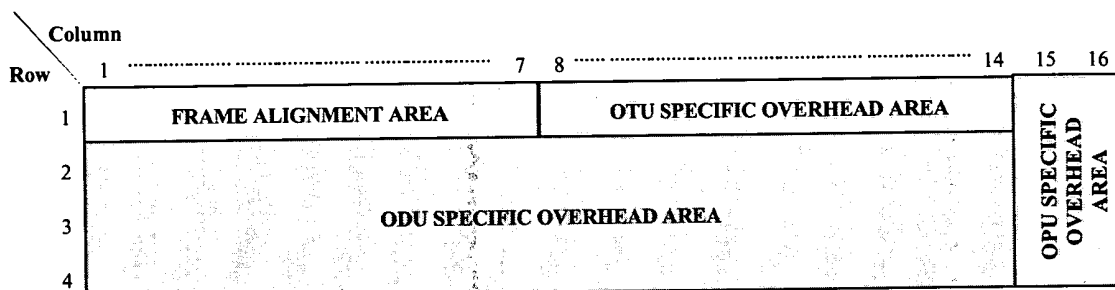 Column
Row
1 ........................... 7 8 ........................... 14 15 16
1 FRAME ALIGNMENT AREA OTU SPECIFIC OVERHEAD AREA
2
3 ODU SPECIFIC OVERHEAD AREA
4
OPU SPECIFIC
OVERHEAD
AREA